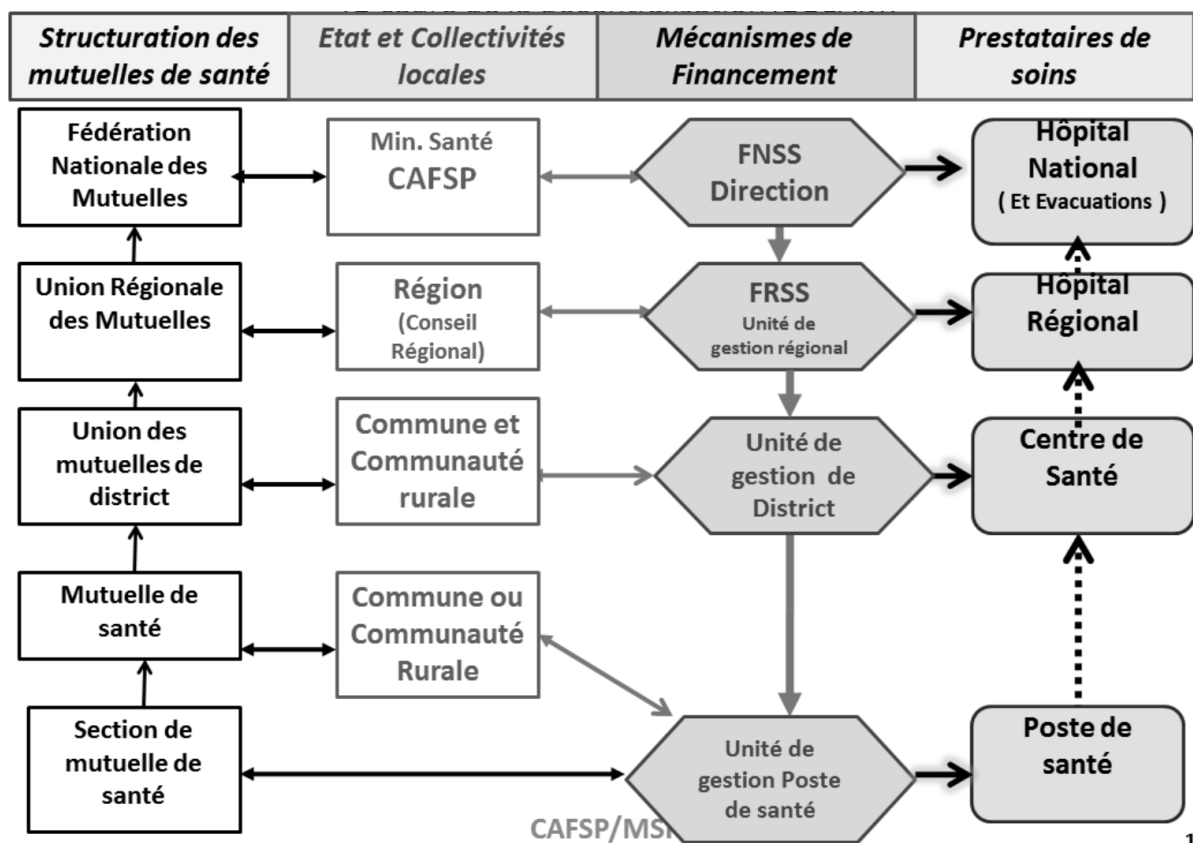 Structuration des
mutuelles de santé
Etat et Collectivités
locales
Mécanismes de
Financement
Prestataires de
soins
Fédération
Nationale des
Mutuelles
Min. Santé
CAFSP
FNSS
Direction
Hôpital
National
( Et Evacuations )
Union Régionale
des Mutuelles
Région
(Conseil
Régional)
FRSS
Unité de
gestion régional
Hôpital
Régional
Union des
mutuelles de
district
Commune et
Communauté
rurale
Unité de
gestion de
District
Centre de
Santé
Mutuelle de
santé
Commune ou
Communauté
Rurale
Section de
mutuelle de
santé
Unité de
gestion Poste
de santé
Poste de
santé
CAFSP/MS
1